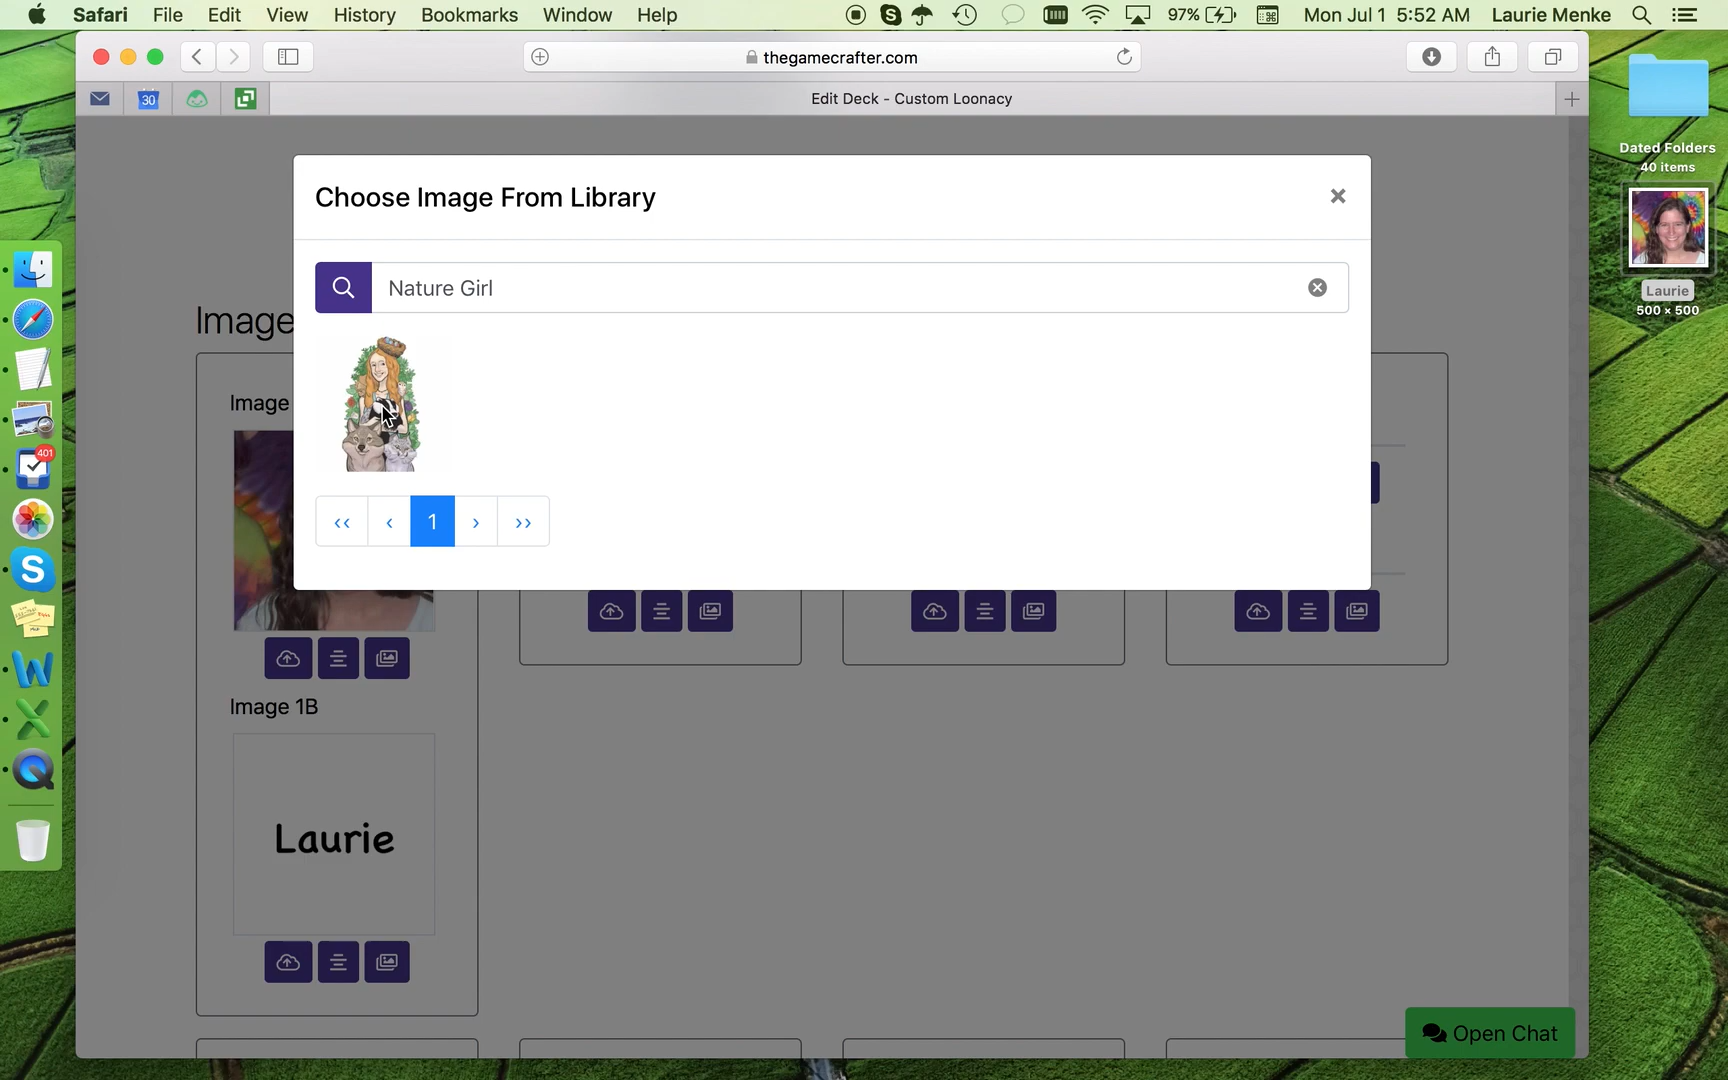 Safari File Edit View History Bookmarks Window Help 97% Mon Jul 1 5:52 AM Laurie Menke
thegamecrafter.com
30 Edit Deck - Custom Loonacy
Dated Folders
40 items
Laurie
500 × 500
Choose Image From Library
Nature Girl
‹‹ ‹ 1 › ››
Image
Image
Image 1B
Laurie
401
S
W
X
Open Chat